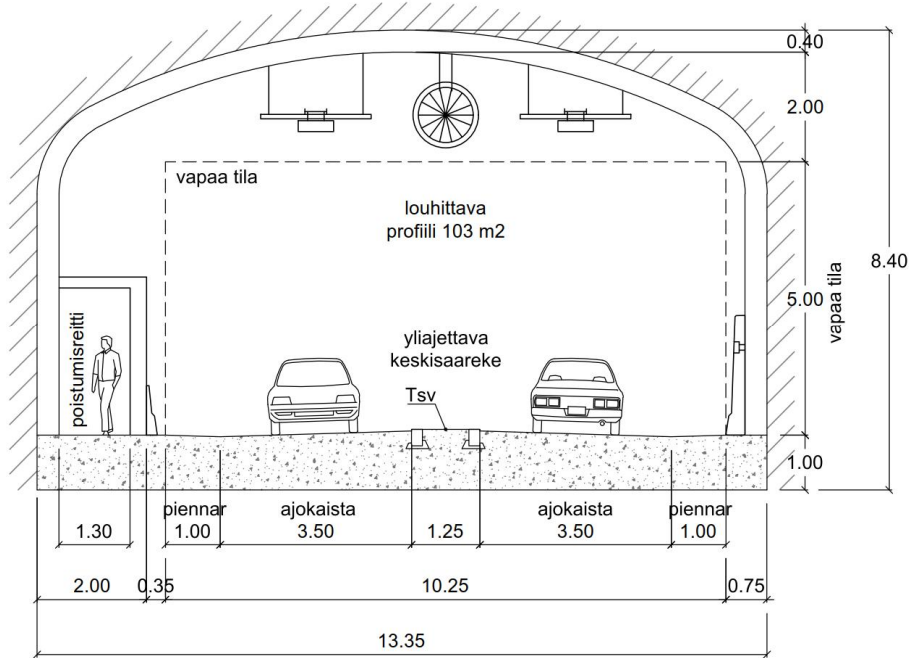 0.40
2.00
vapaa tila
louhittava
profiili 103 m2
8.40
5.00
vapaa tila
poistumisreitti
yliajettava
keskisaareke
Tsv
1.00
piennar
ajokaista
ajokaista
piennar
1.30
1.00
3.50
1.25
3.50
1.00
2.00
0.35
10.25
0.75
13.35